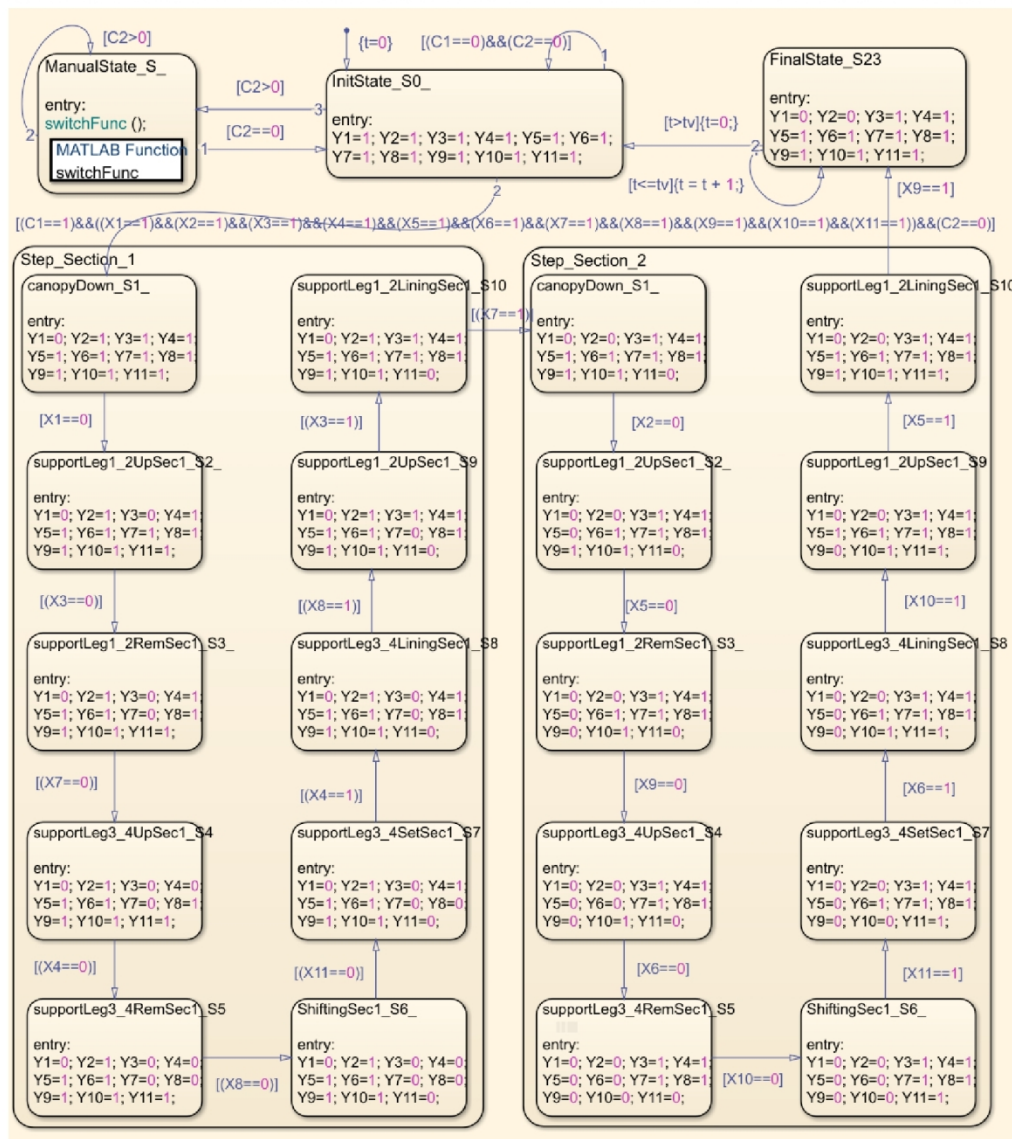 [C2>0]
ManualState_S_
entry:
switchFunc ();
MATLAB Function
switchFunc
2
1
[C2>0]
[C2==0]
{t=0}
[(C1==0)&&(C2==0)]
1
InitState_S0_
entry:
Y1=1; Y2=1; Y3=1; Y4=1; Y5=1; Y6=1;
Y7=1; Y8=1; Y9=1; Y10=1; Y11=1;
3
2
FinalState_S23
entry:
Y1=0; Y2=0; Y3=1; Y4=1;
Y5=1; Y6=1; Y7=1; Y8=1;
Y9=1; Y10=1; Y11=1;
[t>tv]{t=0;}
2
[t<=tv]{t = t + 1;}
[X9==1]
[(C1==1)&&((X1==1)&&(X2==1)&&(X3==1)&&(X4==1)&&(X5==1)&&(X6==1)&&(X7==1)&&(X8==1)&&(X9==1)&&(X10==1)&&(X11==1))&&(C2==0)]
Step_Section_1
canopyDown_S1_
entry:
Y1=0; Y2=1; Y3=1; Y4=1;
Y5=1; Y6=1; Y7=1; Y8=1;
Y9=1; Y10=1; Y11=1;
[X1==0]
supportLeg1_2UpSec1_S2_
entry:
Y1=0; Y2=1; Y3=0; Y4=1;
Y5=1; Y6=1; Y7=1; Y8=1;
Y9=1; Y10=1; Y11=1;
[(X3==0)]
supportLeg1_2RemSec1_S3_
entry:
Y1=0; Y2=1; Y3=0; Y4=1;
Y5=1; Y6=1; Y7=0; Y8=1;
Y9=1; Y10=1; Y11=1;
[(X7==0)]
supportLeg3_4UpSec1_S4
entry:
Y1=0; Y2=1; Y3=0; Y4=0;
Y5=1; Y6=1; Y7=0; Y8=1;
Y9=1; Y10=1; Y11=1;
[(X4==0)]
supportLeg3_4RemSec1_S5
entry:
Y1=0; Y2=1; Y3=0; Y4=0;
Y5=1; Y6=1; Y7=0; Y8=0;
Y9=1; Y10=1; Y11=1;
[(X8==0)]
ShiftingSec1_S6_
entry:
Y1=0; Y2=1; Y3=0; Y4=0;
Y5=1; Y6=1; Y7=0; Y8=0;
Y9=1; Y10=1; Y11=0;
[(X11==0)]
supportLeg3_4SetSec1_S7
entry:
Y1=0; Y2=1; Y3=0; Y4=1;
Y5=1; Y6=1; Y7=0; Y8=0;
Y9=1; Y10=1; Y11=0;
[(X4==1)]
supportLeg3_4LiningSec1_S8
entry:
Y1=0; Y2=1; Y3=0; Y4=1;
Y5=1; Y6=1; Y7=0; Y8=1;
Y9=1; Y10=1; Y11=0;
[(X8==1)]
supportLeg1_2UpSec1_S9
entry:
Y1=0; Y2=1; Y3=1; Y4=1;
Y5=1; Y6=1; Y7=0; Y8=1;
Y9=1; Y10=1; Y11=0;
[(X3==1)]
supportLeg1_2LiningSec1_S10
entry:
Y1=0; Y2=1; Y3=1; Y4=1;
Y5=1; Y6=1; Y7=1; Y8=1;
Y9=1; Y10=1; Y11=0;
[(X7==1)]
Step_Section_2
canopyDown_S1_
entry:
Y1=0; Y2=0; Y3=1; Y4=1;
Y5=1; Y6=1; Y7=1; Y8=1;
Y9=1; Y10=1; Y11=0;
[X2==0]
supportLeg1_2UpSec1_S2_
entry:
Y1=0; Y2=0; Y3=1; Y4=1;
Y5=0; Y6=1; Y7=1; Y8=1;
Y9=1; Y10=1; Y11=0;
[X5==0]
supportLeg1_2RemSec1_S3_
entry:
Y1=0; Y2=0; Y3=1; Y4=1;
Y5=0; Y6=1; Y7=1; Y8=1;
Y9=0; Y10=1; Y11=0;
[X9==0]
supportLeg3_4UpSec1_S4
entry:
Y1=0; Y2=0; Y3=1; Y4=1;
Y5=0; Y6=0; Y7=1; Y8=1;
Y9=0; Y10=1; Y11=0;
[X6==0]
supportLeg3_4RemSec1_S5
entry:
Y1=0; Y2=0; Y3=1; Y4=1;
Y5=0; Y6=0; Y7=1; Y8=1;
Y9=0; Y10=0; Y11=0;
[X10==0]
ShiftingSec1_S6_
entry:
Y1=0; Y2=0; Y3=1; Y4=1;
Y5=0; Y6=0; Y7=1; Y8=1;
Y9=0; Y10=0; Y11=1;
[X11==1]
supportLeg3_4SetSec1_S7
entry:
Y1=0; Y2=0; Y3=1; Y4=1;
Y5=0; Y6=1; Y7=1; Y8=1;
Y9=0; Y10=0; Y11=1;
[X6==1]
supportLeg3_4LiningSec1_S8
entry:
Y1=0; Y2=0; Y3=1; Y4=1;
Y5=0; Y6=1; Y7=1; Y8=1;
Y9=0; Y10=1; Y11=1;
[X10==1]
supportLeg1_2UpSec1_S9
entry:
Y1=0; Y2=0; Y3=1; Y4=1;
Y5=1; Y6=1; Y7=1; Y8=1;
Y9=0; Y10=1; Y11=1;
[X5==1]
supportLeg1_2LiningSec1_S10
entry:
Y1=0; Y2=0; Y3=1; Y4=1;
Y5=1; Y6=1; Y7=1; Y8=1;
Y9=1; Y10=1; Y11=1;